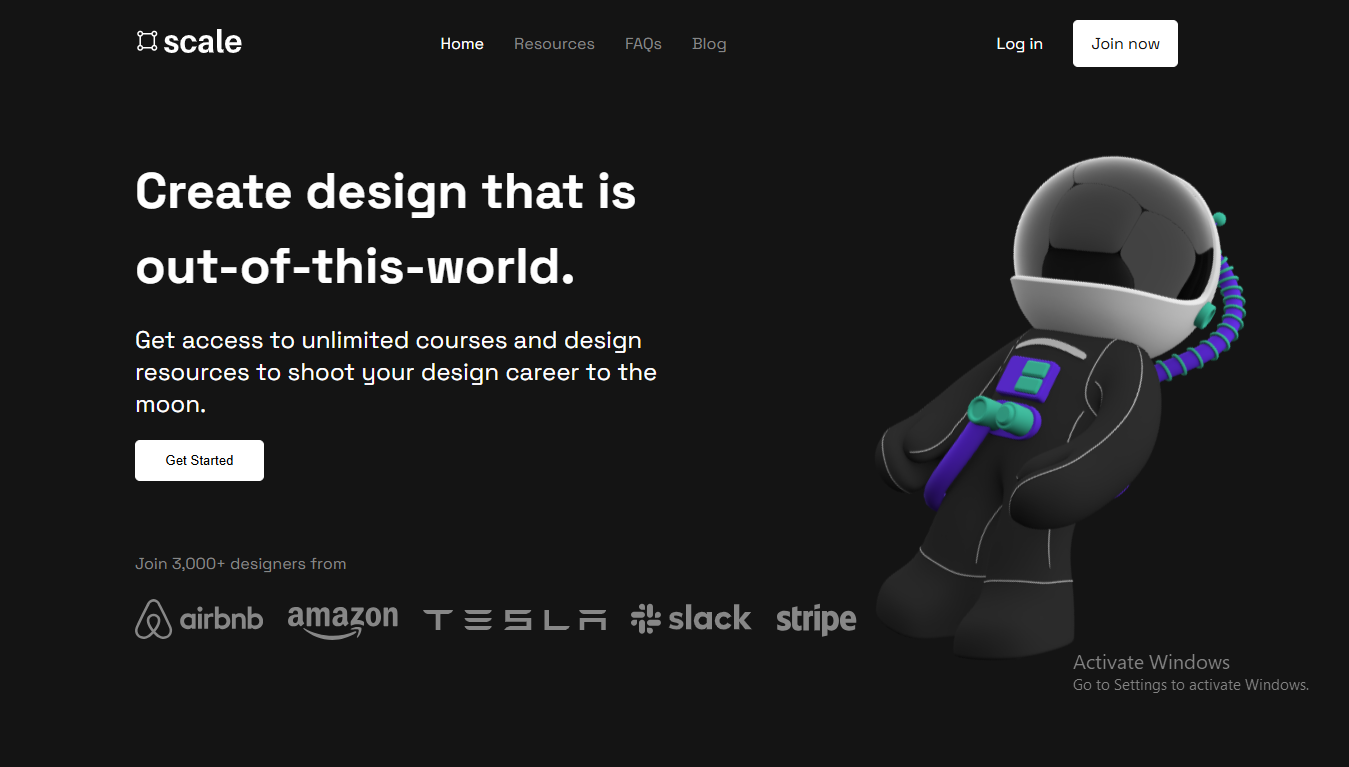 scale
Home
Resources
FAQs
Blog
Log in
Join now
Create design that is
out-of-this-world.
Get access to unlimited courses and design
resources to shoot your design career to the
moon.
Get Started
Join 3,000+ designers from
airbnb
amazon
TESLA
slack
stripe
Activate Windows
Go to Settings to activate Windows.